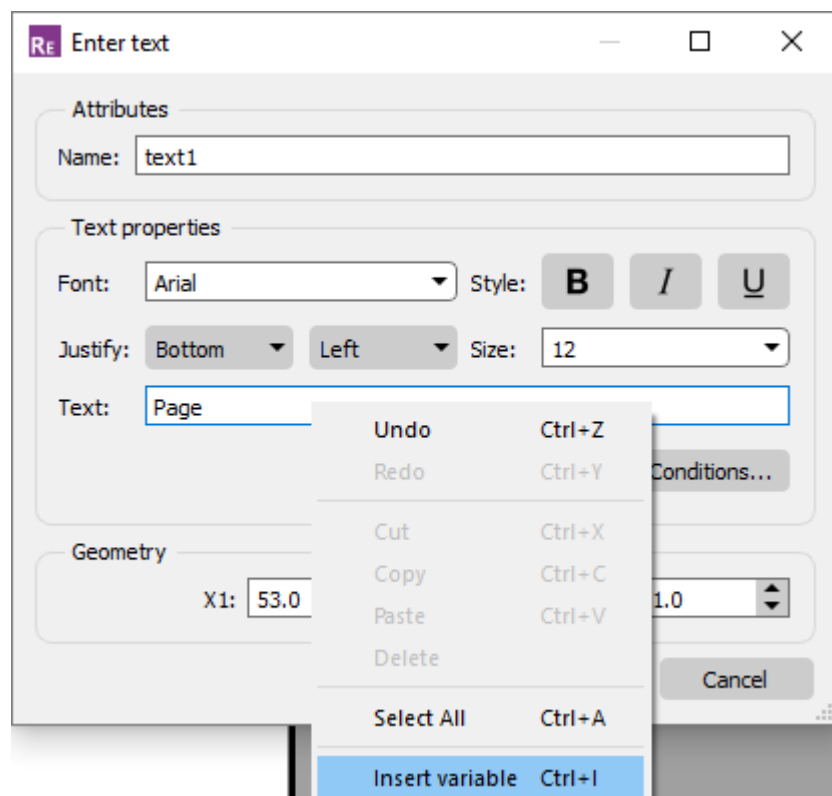 RE Enter text
Attributes
Name: text1
Text properties
Font: Arial Style: B I U
Justify: Bottom Left Size: 12
Text: Page
Undo Ctrl+Z
Redo Ctrl+Y
Conditions...
Cut Ctrl+X
Geometry
Copy Ctrl+C
X1: 53.0 1.0
Paste Ctrl+V
Delete
Cancel
Select All Ctrl+A
Insert variable Ctrl+I